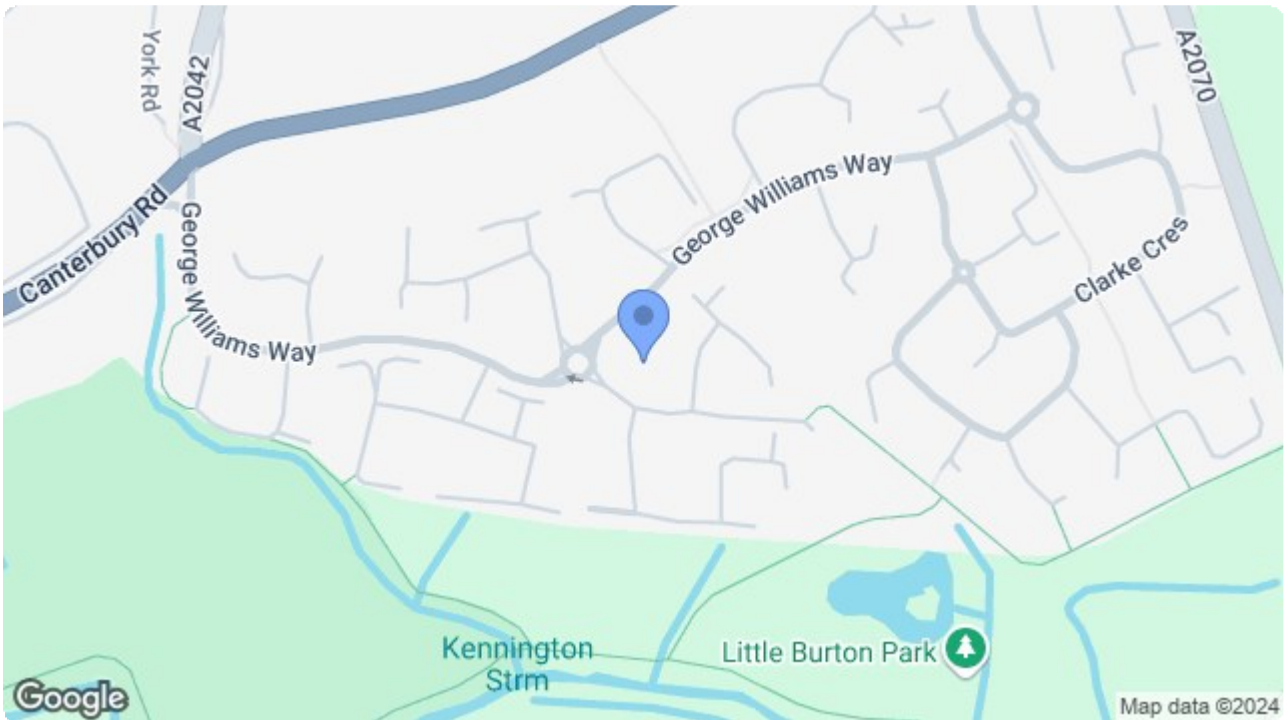 York Rd
A2042
A2070
George Williams Way
Canterbury Rd
George Williams Way
Clarke Cres
Kennington
Strm
Little Burton Park
Google
Map data ©2024